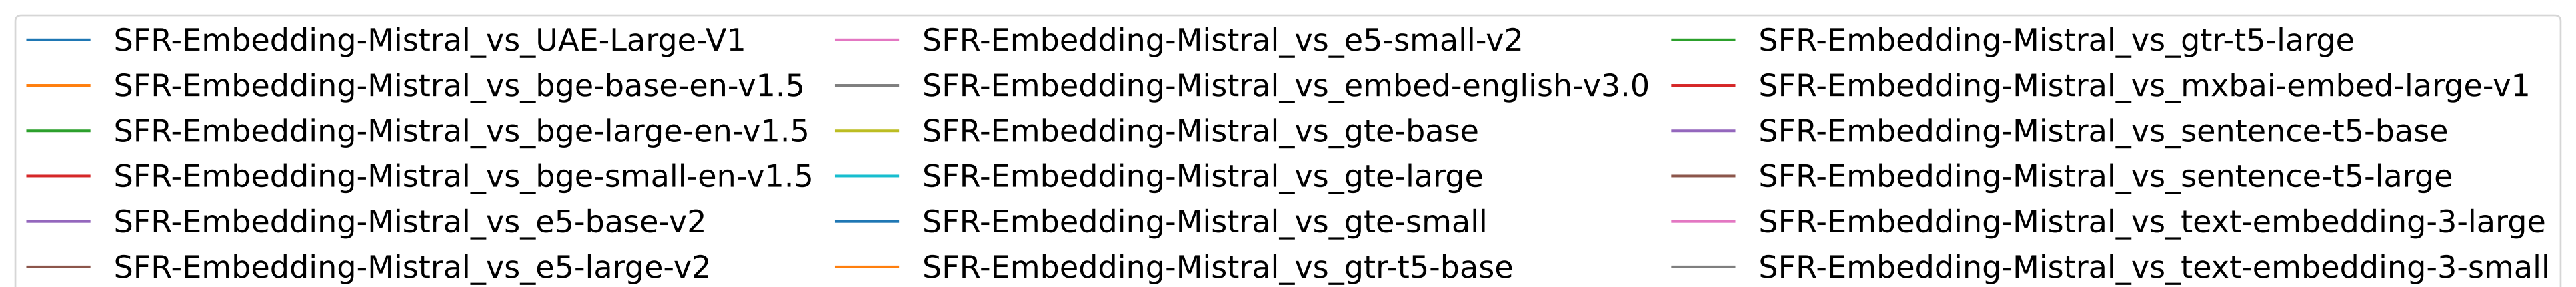 SFR-Embedding-Mistral_vs_UAE-Large-V1
SFR-Embedding-Mistral_vs_bge-base-en-v1.5
SFR-Embedding-Mistral_vs_bge-large-en-v1.5
SFR-Embedding-Mistral_vs_bge-small-en-v1.5
SFR-Embedding-Mistral_vs_e5-base-v2
SFR-Embedding-Mistral_vs_e5-large-v2
SFR-Embedding-Mistral_vs_e5-small-v2
SFR-Embedding-Mistral_vs_embed-english-v3.0
SFR-Embedding-Mistral_vs_gte-base
SFR-Embedding-Mistral_vs_gte-large
SFR-Embedding-Mistral_vs_gte-small
SFR-Embedding-Mistral_vs_gtr-t5-base
SFR-Embedding-Mistral_vs_gtr-t5-large
SFR-Embedding-Mistral_vs_mxbai-embed-large-v1
SFR-Embedding-Mistral_vs_sentence-t5-base
SFR-Embedding-Mistral_vs_sentence-t5-large
SFR-Embedding-Mistral_vs_text-embedding-3-large
SFR-Embedding-Mistral_vs_text-embedding-3-small